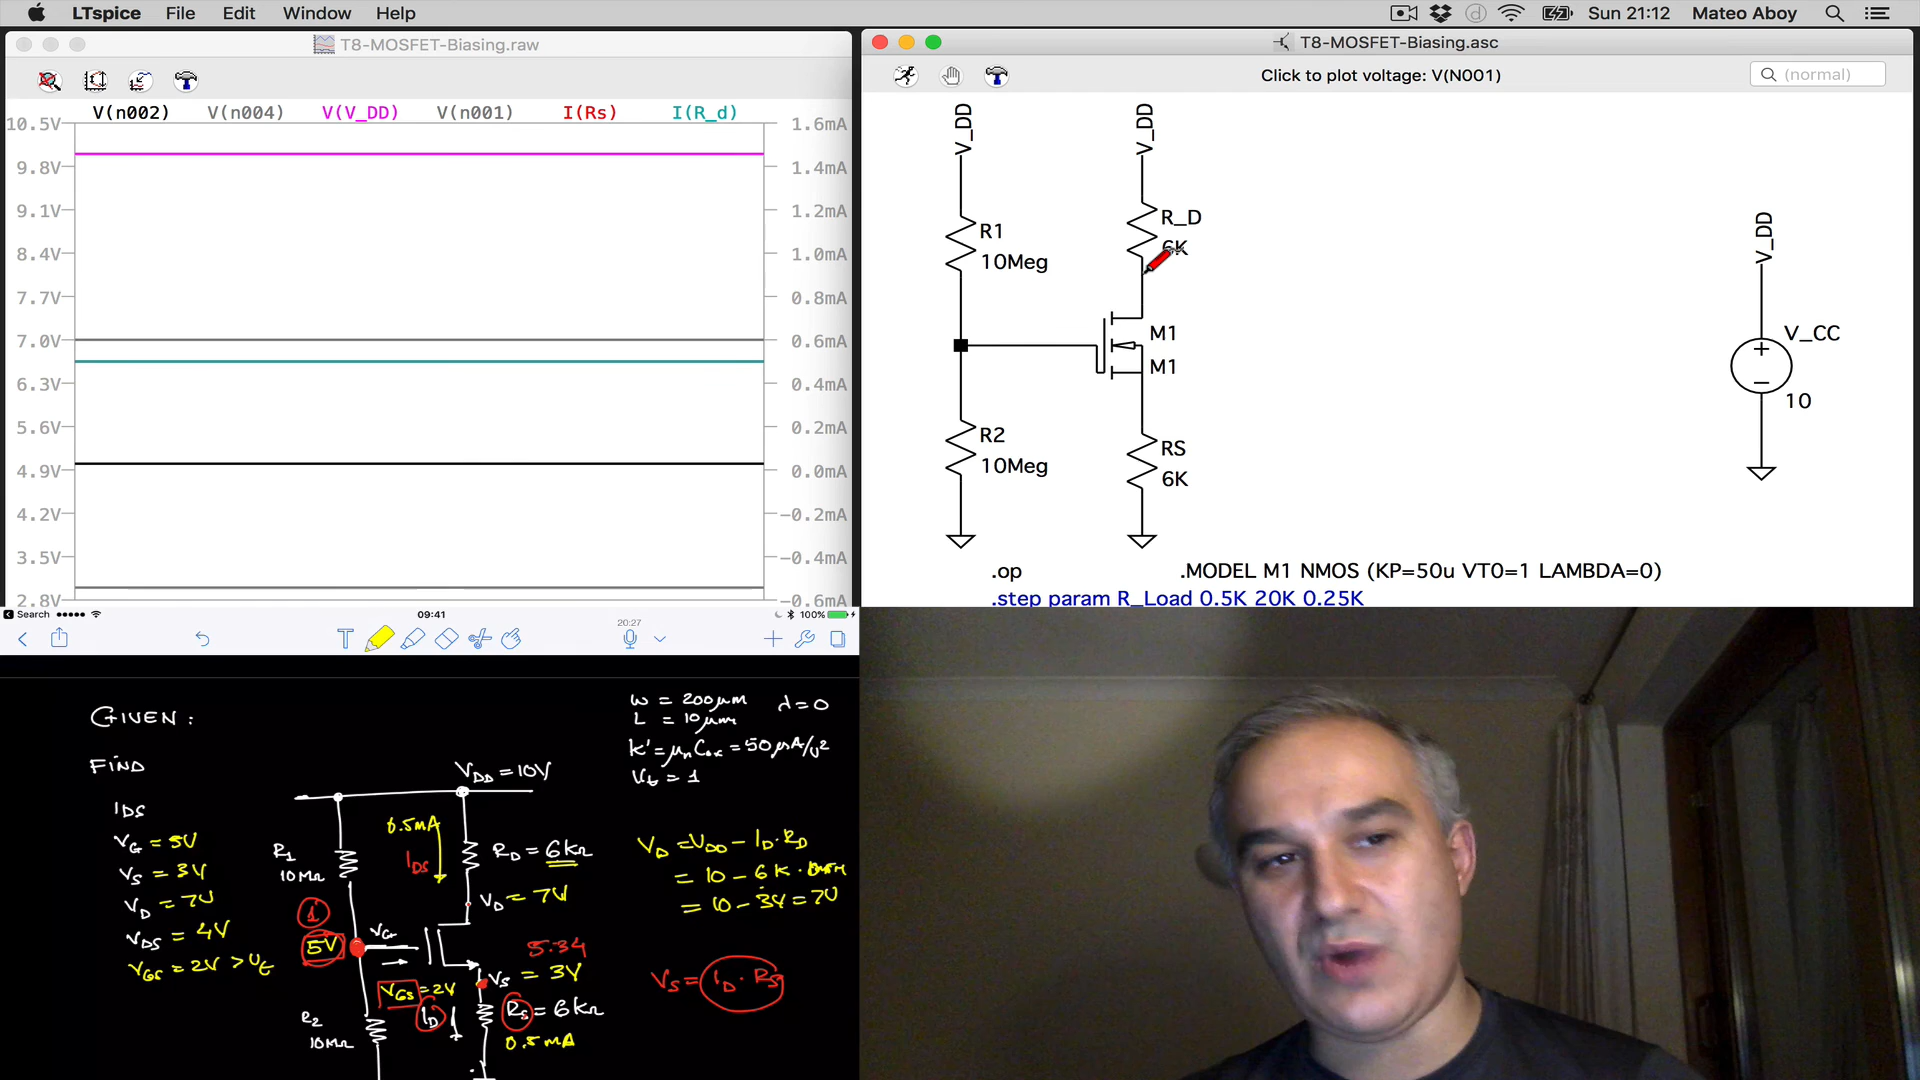 LTspice File Edit Window Help
Sun 21:12 Mateo Aboy
T8-MOSFET-Biasing.raw
V(n002) V(n004) V(V_DD) V(n001) I(Rs) I(R_d)
10.5V 1.6mA
9.8V 1.4mA
9.1V 1.2mA
8.4V 1.0mA
7.7V 0.8mA
7.0V 0.6mA
6.3V 0.4mA
5.6V 0.2mA
4.9V 0.0mA
4.2V -0.2mA
3.5V -0.4mA
2.8V -0.6mA
T8-MOSFET-Biasing.asc
Click to plot voltage: V(N001)
(normal)
V_DD
V_DD
V_DD
R1
10Meg
R_D
6K
M1
M1
R2
10Meg
RS
6K
V_CC
10
.op
.MODEL M1 NMOS (KP=50u VT0=1 LAMBDA=0)
.step param R_Load 0.5K 20K 0.25K
Search 09:41 100%
20:27
GIVEN:
FIND
IDS
VG = 5V
VS = 3V
VD = 7V
VDS = 4V
VGS = 2V > Vt
W = 200μm λ=0
L = 10μm
K' = μnCox = 50μA/V²
Vt = 1
VDD = 10V
0.5mA
IDS
R1
10MΩ
RD = 6KΩ
VD = 7V
1
5V
VG
5.34
VS = 3V
VGS = 2V
ID
RS = 6KΩ
0.5mA
R2
10MΩ
VD = VDD - ID·RD
= 10 - 6K ·
= 10 - 3V = 7V
VS = ID · RS